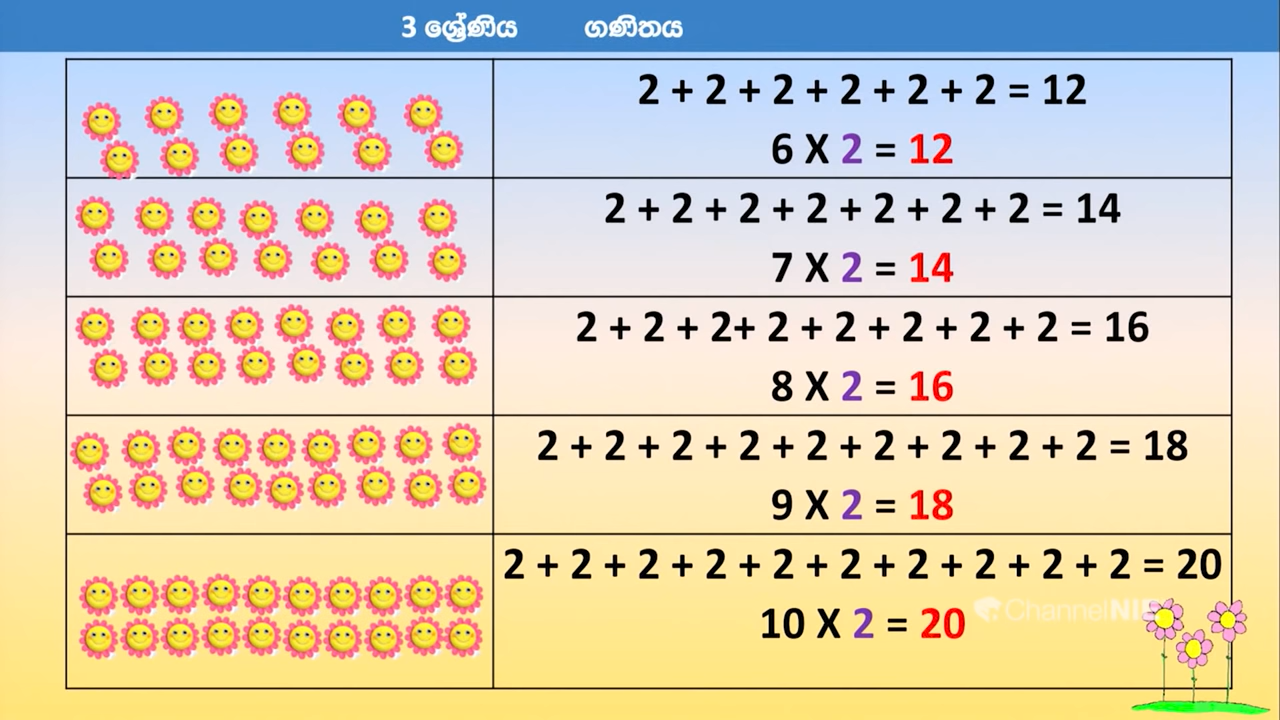 3 ශ්‍රේණිය ගණිතය
2 + 2 + 2 + 2 + 2 + 2 = 12
6 X 2 = 12
2 + 2 + 2 + 2 + 2 + 2 + 2 = 14
7 X 2 = 14
2 + 2 + 2+ 2 + 2 + 2 + 2 + 2 = 16
8 X 2 = 16
2 + 2 + 2 + 2 + 2 + 2 + 2 + 2 + 2 = 18
9 X 2 = 18
2 + 2 + 2 + 2 + 2 + 2 + 2 + 2 + 2 + 2 = 20
10 X 2 = 20
ChannelNIE